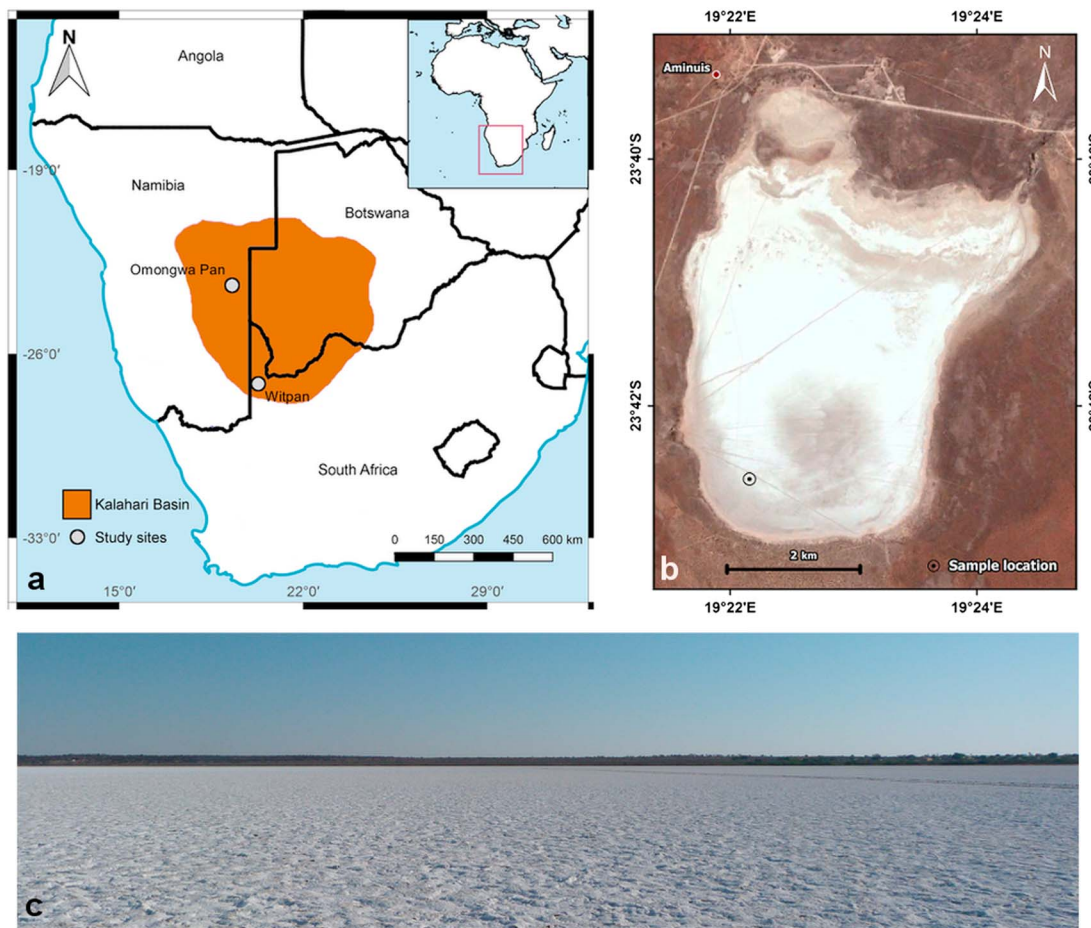 19°22'E
19°24'E
N
Angola
Aminuis
N
23°40'S
-19°0'
Namibia
Botswana
Omongwa Pan
-26°0'
Witpan
23°42'S
South Africa
Kalahari Basin
Study sites
0 150 300 450 600 km
-33°0'
2 km
Sample location
a
b
15°0'
22°0'
29°0'
19°22'E
19°24'E
c